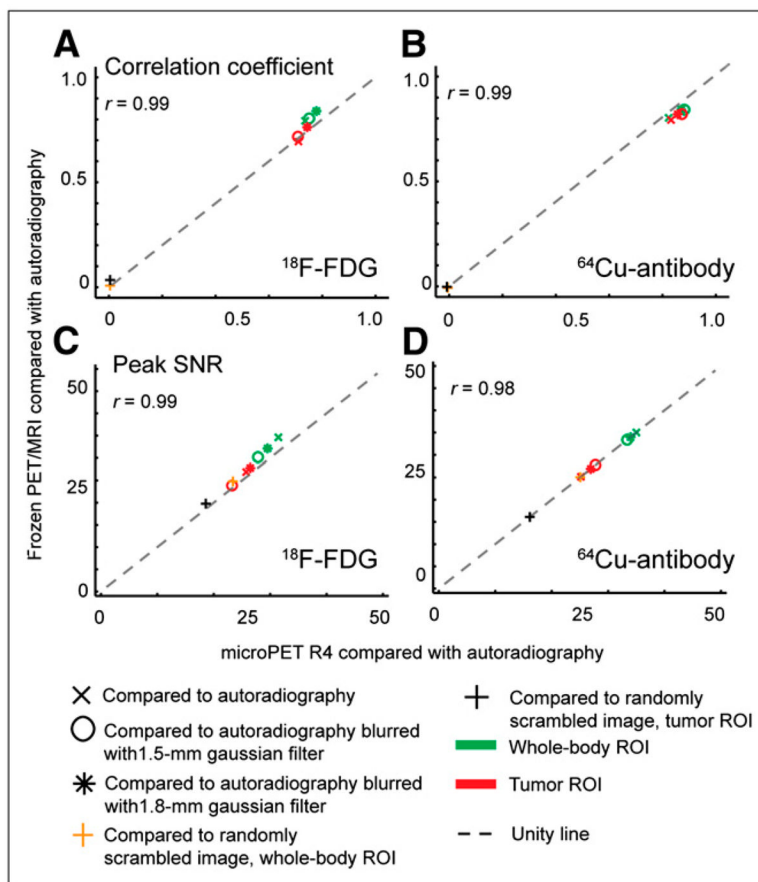 A
B
Correlation coefficient
1.0
r = 0.99
0.5
0
18F-FDG
0
0.5
1.0
1.0
r = 0.99
0.5
0
64Cu-antibody
0
0.5
1.0
Frozen PET/MRI compared with autoradiography
C
D
Peak SNR
50
r = 0.99
25
0
18F-FDG
0
25
50
50
r = 0.98
25
0
64Cu-antibody
0
25
50
microPET R4 compared with autoradiography
Compared to autoradiography
Compared to autoradiography blurred
with1.5-mm gaussian filter
Compared to autoradiography blurred
with1.8-mm gaussian filter
Compared to randomly
scrambled image, whole-body ROI
Compared to randomly
scrambled image, tumor ROI
Whole-body ROI
Tumor ROI
Unity line